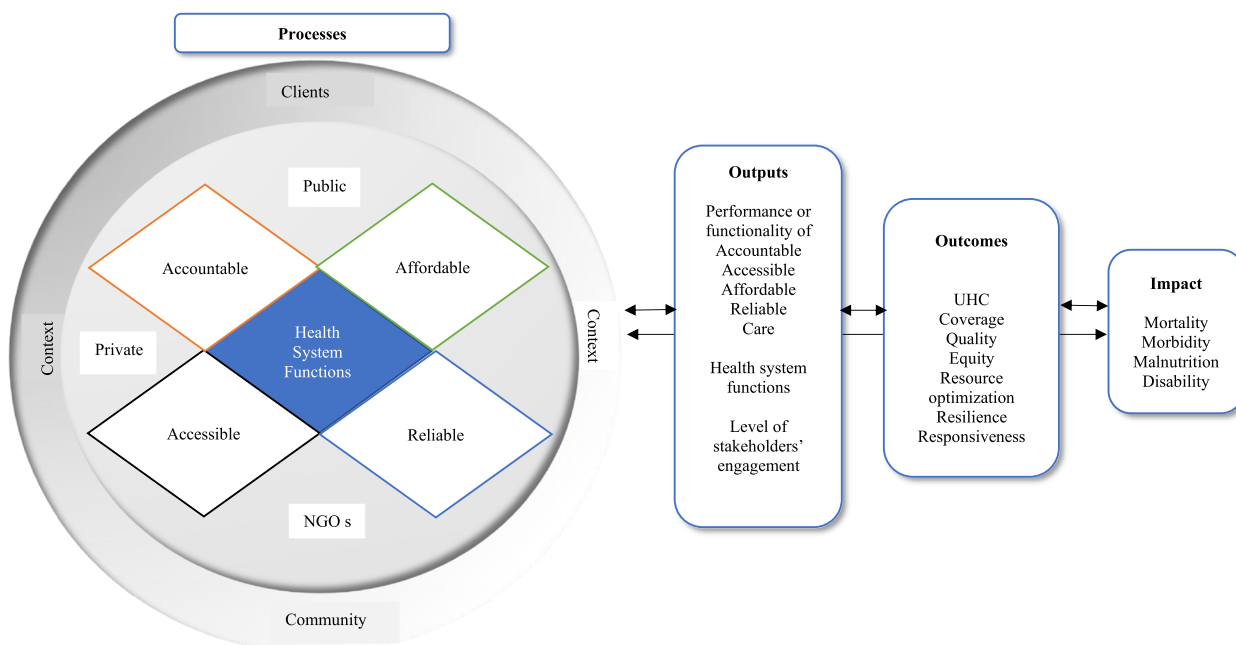 Processes
Clients
Public
Accountable
Affordable
Context
Private
Health
System
Functions
Context
Accessible
Reliable
NGO s
Community
Outputs
Performance or
functionality of
Accountable
Accessible
Affordable
Reliable
Care
Health system
functions
Level of
stakeholders’
engagement
Outcomes
UHC
Coverage
Quality
Equity
Resource
optimization
Resilience
Responsiveness
Impact
Mortality
Morbidity
Malnutrition
Disability